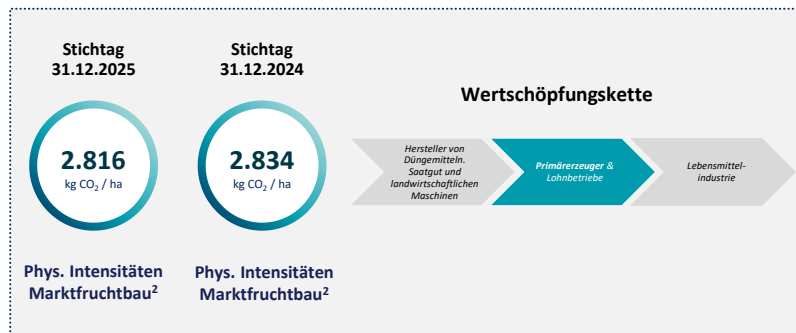 Stichtag
31.12.2025
2.816
kg CO₂ / ha
Phys. Intensitäten
Marktfruchtbau²
Stichtag
31.12.2024
2.834
kg CO₂ / ha
Phys. Intensitäten
Marktfruchtbau²
Wertschöpfungskette
Hersteller von
Düngemitteln.
Saatgut und
landwirtschaftlichen
Maschinen
Primärerzeuger &
Lohnbetriebe
Lebensmittel-
industrie